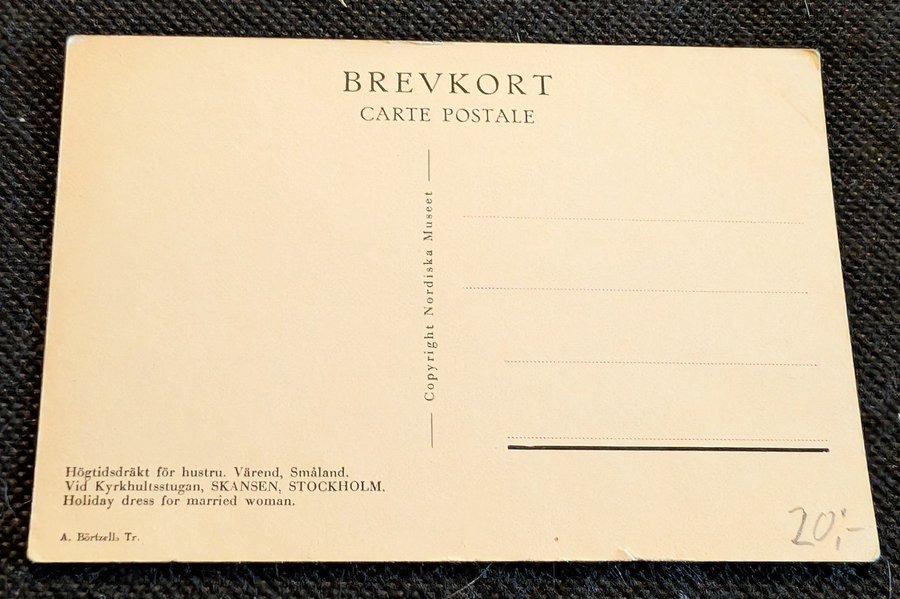 BREVKORT
CARTE POSTALE
Copyright Nordiska Museet
Högtidsdräkt för hustru. Värend, Småland.
Vid Kyrkhultsstugan, SKANSEN, STOCKHOLM.
Holiday dress for married woman.
A. Börtzells Tr.
20:-